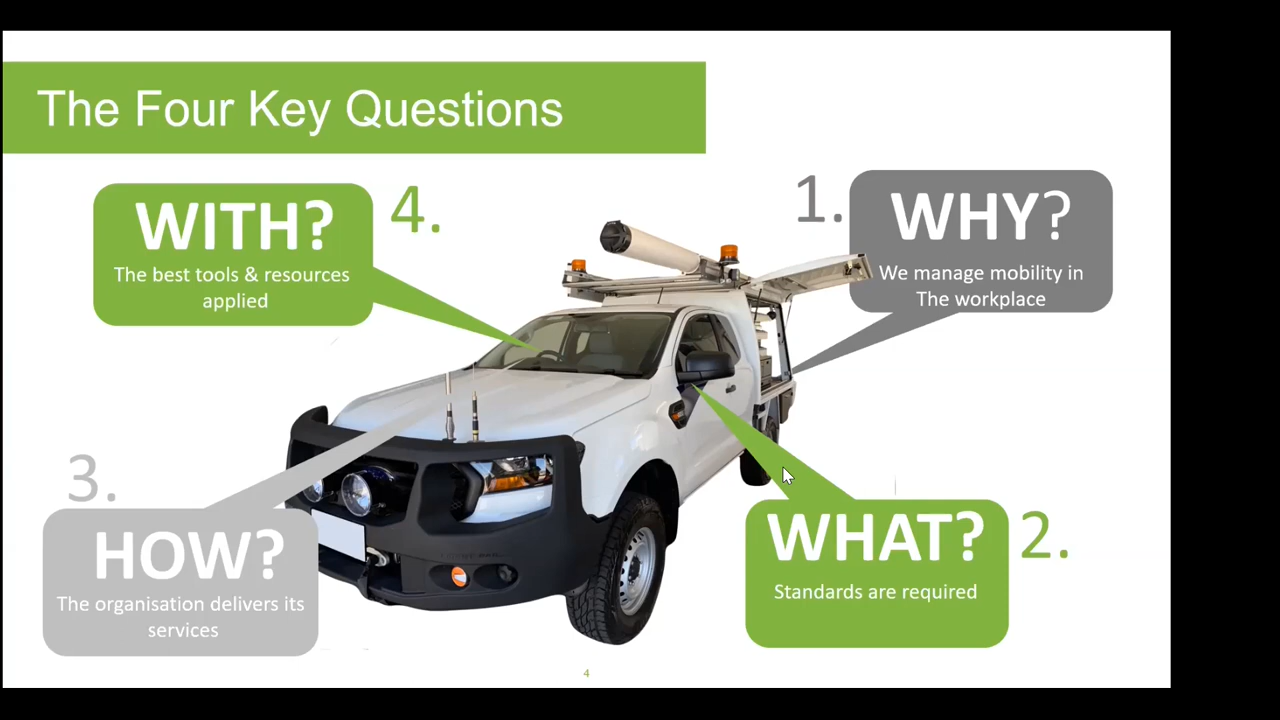 The Four Key Questions
1.
WHY?
We manage mobility in
The workplace
2.
WHAT?
Standards are required
3.
HOW?
The organisation delivers its
services
4.
WITH?
The best tools & resources
applied
4